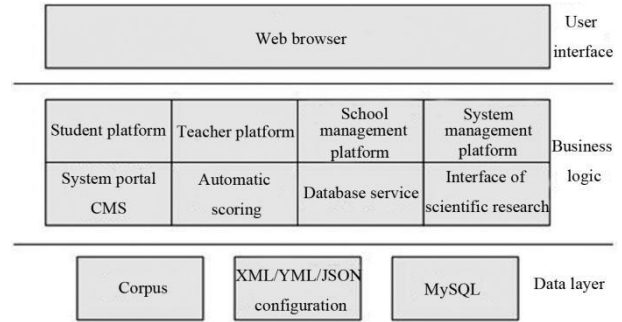 Web browser
User
interface
Student platform
Teacher platform
School
management
platform
System
management
platform
Business
logic
System portal
CMS
Automatic
scoring
Database service
Interface of
scientific research
Corpus
XML/YML/JSON
configuration
MySQL
Data layer